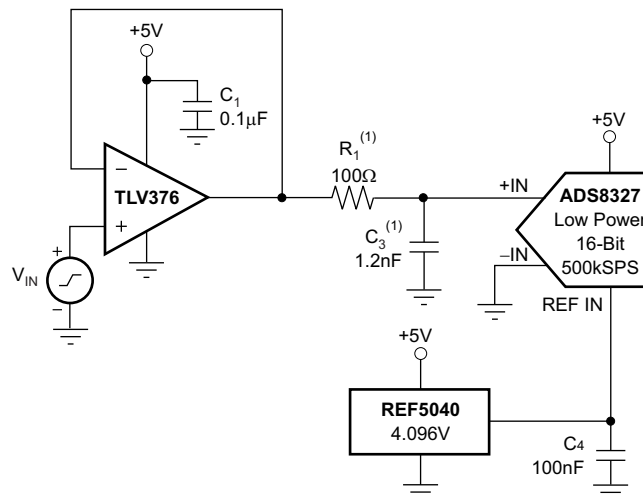 +5V
C1
0.1μF
−
TLV376
+
+
VIN
−
R1(1)
100Ω
C3(1)
1.2nF
+5V
+IN
ADS8327
Low Power
16-Bit
500kSPS
−IN
REF IN
+5V
REF5040
4.096V
C4
100nF